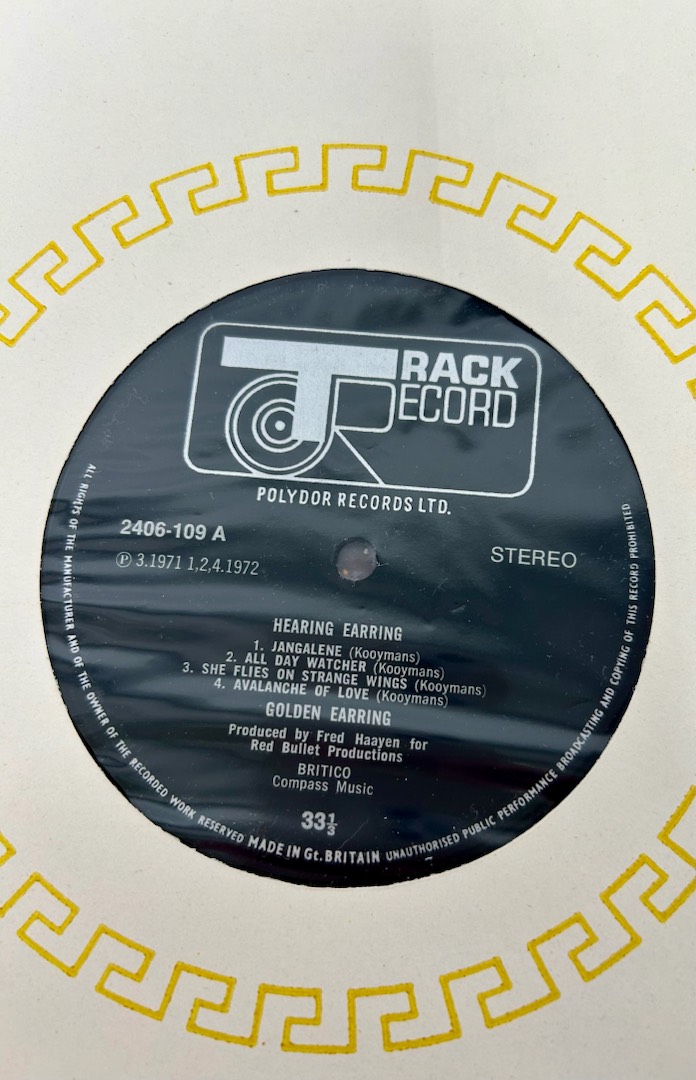 TRACK
RECORD
POLYDOR RECORDS LTD.
2406-109 A
STEREO
Ⓟ 3.1971 1,2,4.1972
HEARING EARRING
1. JANGALENE (Kooymans)
2. ALL DAY WATCHER (Kooymans)
3. SHE FLIES ON STRANGE WINGS (Kooymans)
4. AVALANCHE OF LOVE (Kooymans)
GOLDEN EARRING
Produced by Fred Haayen for
Red Bullet Productions
BRITICO
Compass Music
33⅓
ALL RIGHTS OF THE MANUFACTURER AND OF THE OWNER OF THE RECORDED WORK RESERVED MADE IN Gt. BRITAIN UNAUTHORISED PUBLIC PERFORMANCE BROADCASTING AND COPYING OF THIS RECORD PROHIBITED